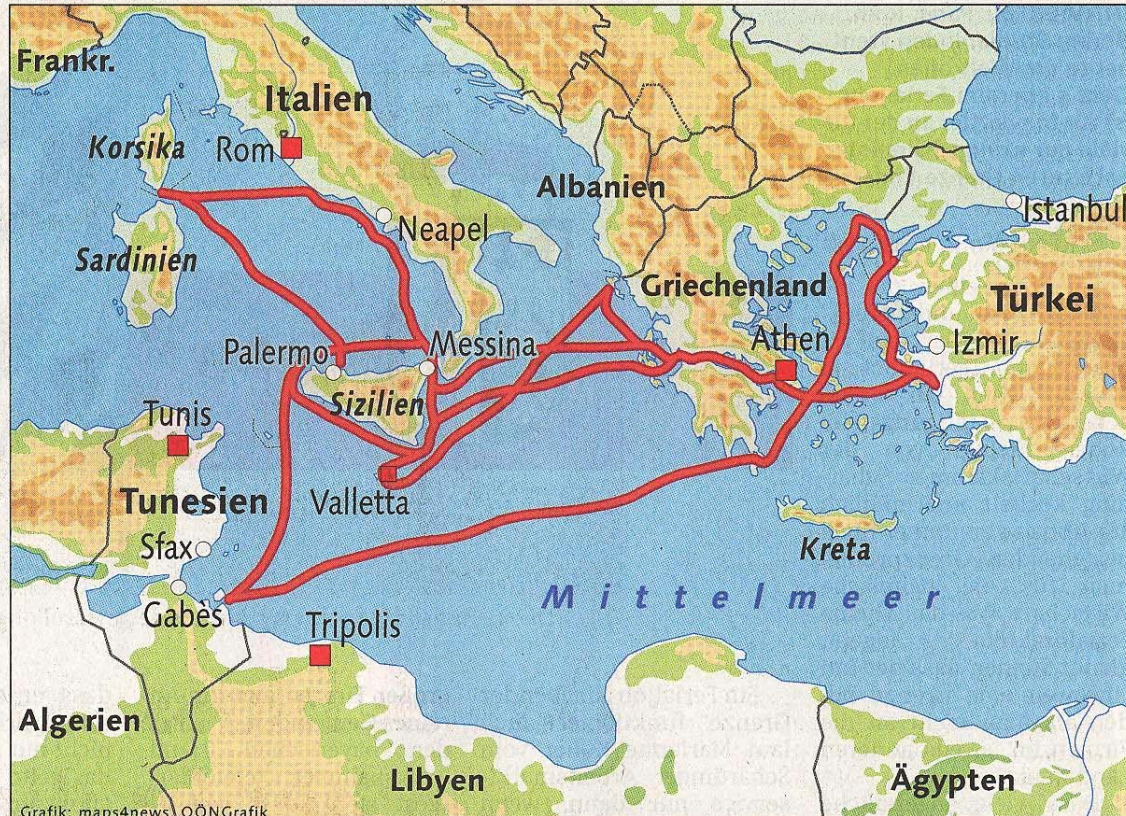 Frankr.
Italien
Korsika
Rom
Albanien
Istanbul
Neapel
Sardinien
Griechenland
Türkei
Athen
Izmir
Palermo
Messina
Sizilien
Tunis
Tunesien
Valletta
Sfax
Kreta
Mittelmeer
Gabès
Tripolis
Algerien
Libyen
Ägypten
Grafik: maps4news, OÖNGrafik